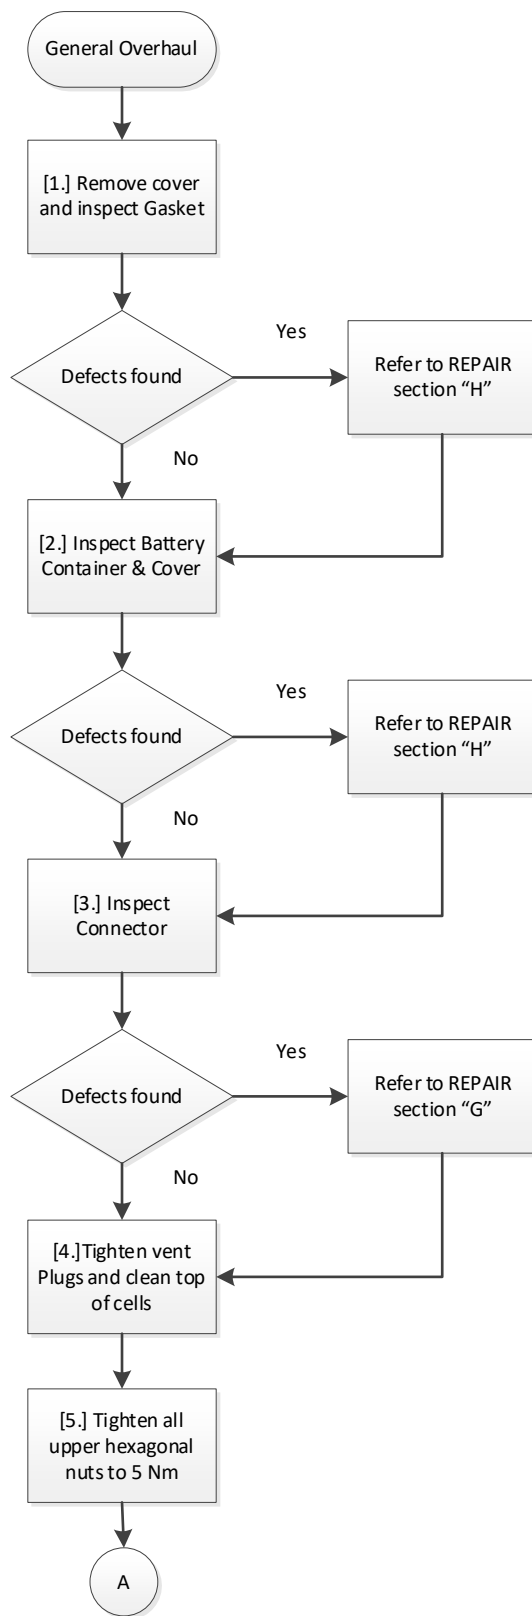 General Overhaul
[1.] Remove cover
and inspect Gasket
Defects found
Yes
Refer to REPAIR
section “H”
No
[2.] Inspect Battery
Container & Cover
Defects found
Yes
Refer to REPAIR
section “H”
No
[3.] Inspect
Connector
Defects found
Yes
Refer to REPAIR
section “G”
No
[4.]Tighten vent
Plugs and clean top
of cells
[5.] Tighten all
upper hexagonal
nuts to 5 Nm
A